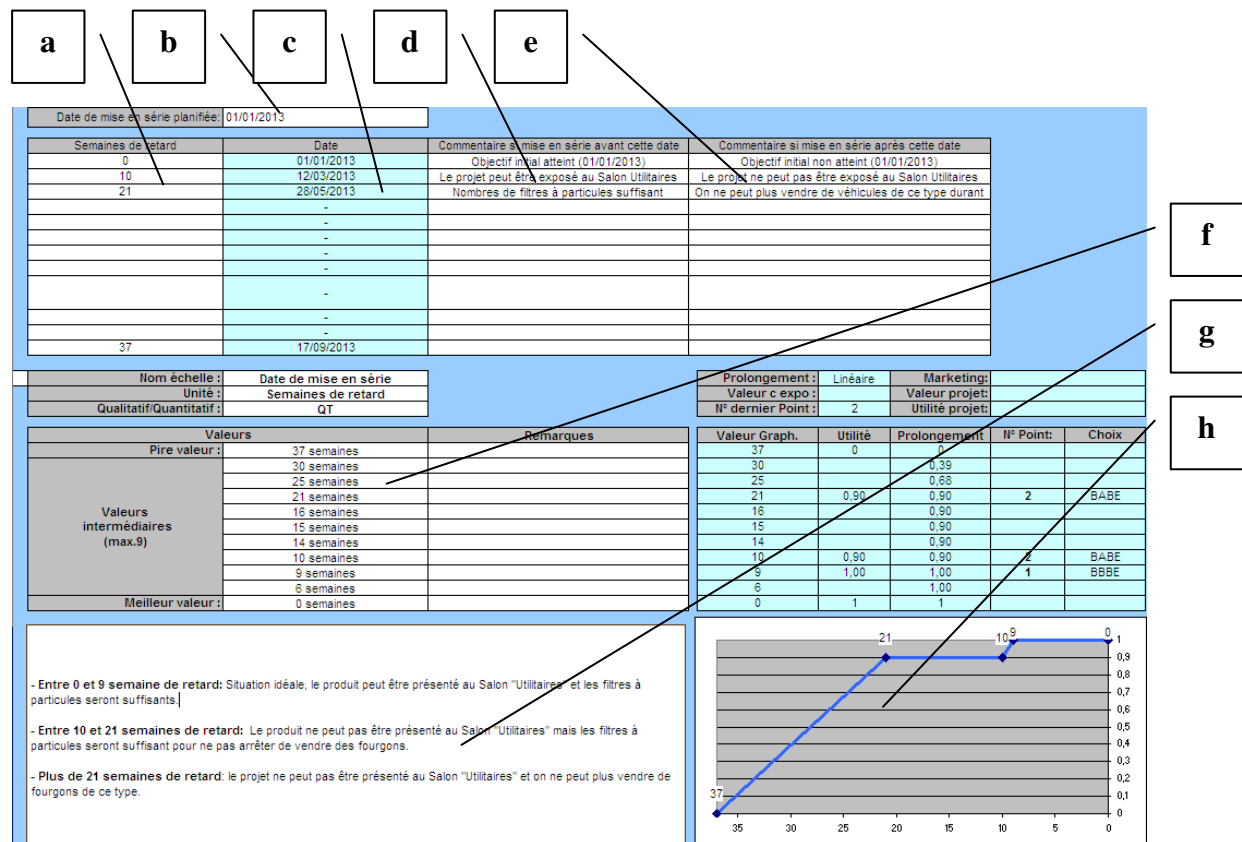 a b c d e
Date de mise en série planifiée: 01/01/2013
Semaines de retard Date Commentaire si mise en série avant cette date Commentaire si mise en série après cette date
0 01/01/2013 Objectif initial atteint (01/01/2013) Objectif initial non atteint (01/01/2013)
10 12/03/2013 Le projet peut être exposé au Salon Utilitaires Le projet ne peut pas être exposé au Salon Utilitaires
21 28/05/2013 Nombres de filtres à particules suffisant On ne peut plus vendre de véhicules de ce type durant
-
-
-
-
-
-
-
-
37 17/09/2013
f
g
h
Nom échelle : Date de mise en série Prolongement : Linéaire Marketing:
Unité : Semaines de retard Valeur c expo : Valeur projet:
Qualitatif/Quantitatif : QT N° dernier Point : 2 Utilité projet:
Valeurs Remarques Valeur Graph. Utilité Prolongement N° Point: Choix
Pire valeur : 37 semaines 37 0 0
30 semaines 30 0,39
25 semaines 25 0,68
21 semaines 21 0,90 0,90 2 BABE
Valeurs 16 semaines 16 0,90
intermédiaires 15 semaines 15 0,90
(max.9) 14 semaines 14 0,90
10 semaines 10 0,90 0,90 2 BABE
9 semaines 9 1,00 1,00 1 BBBE
6 semaines 6 1,00
Meilleur valeur : 0 semaines 0 1 1
- Entre 0 et 9 semaine de retard: Situation idéale, le produit peut être présenté au Salon "Utilitaires" et les filtres à
particules seront suffisants.
- Entre 10 et 21 semaines de retard: Le produit ne peut pas être présenté au Salon "Utilitaires" mais les filtres à
particules seront suffisant pour ne pas arrêter de vendre des fourgons.
- Plus de 21 semaines de retard: le projet ne peut pas être présenté au Salon "Utilitaires" et on ne peut plus vendre de
fourgons de ce type.
37 21 10 9 0
1
0,9
0,8
0,7
0,6
0,5
0,4
0,3
0,2
0,1
0
35 30 25 20 15 10 5 0